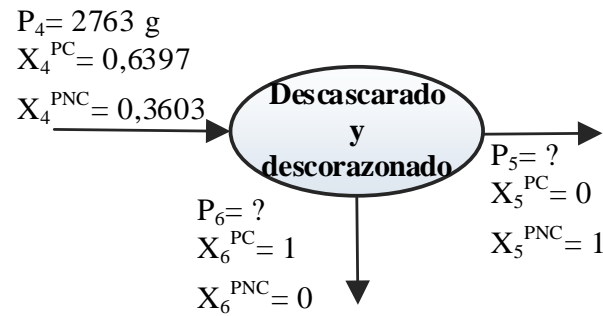 P₄= 2763 g
X₄ᴾᶜ= 0,6397
X₄ᴾᴺᶜ= 0,3603
Descascarado
y
descorazonado
P₅= ?
X₅ᴾᶜ= 0
X₅ᴾᴺᶜ= 1
P₆= ?
X₆ᴾᶜ= 1
X₆ᴾᴺᶜ= 0